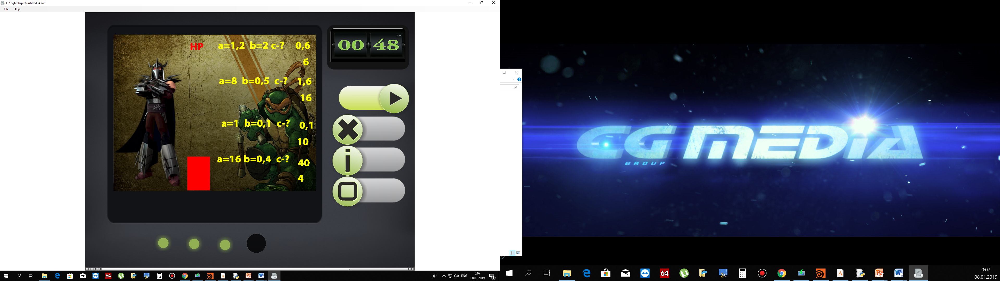 H:\hgfvchgvc\untitled14.swf
File Help
HP a=1,2 b=2 c-? 0,6
6
a=8 b=0,5 c-? 1,6
16
a=1 b=0,1 c-? 0,1
10
a=16 b=0,4 c-? 40
4
AM
00 48
CG MEDIA
GROUP
64
ENG
0:07
08.01.2019
1
64
0:07
08.01.2019